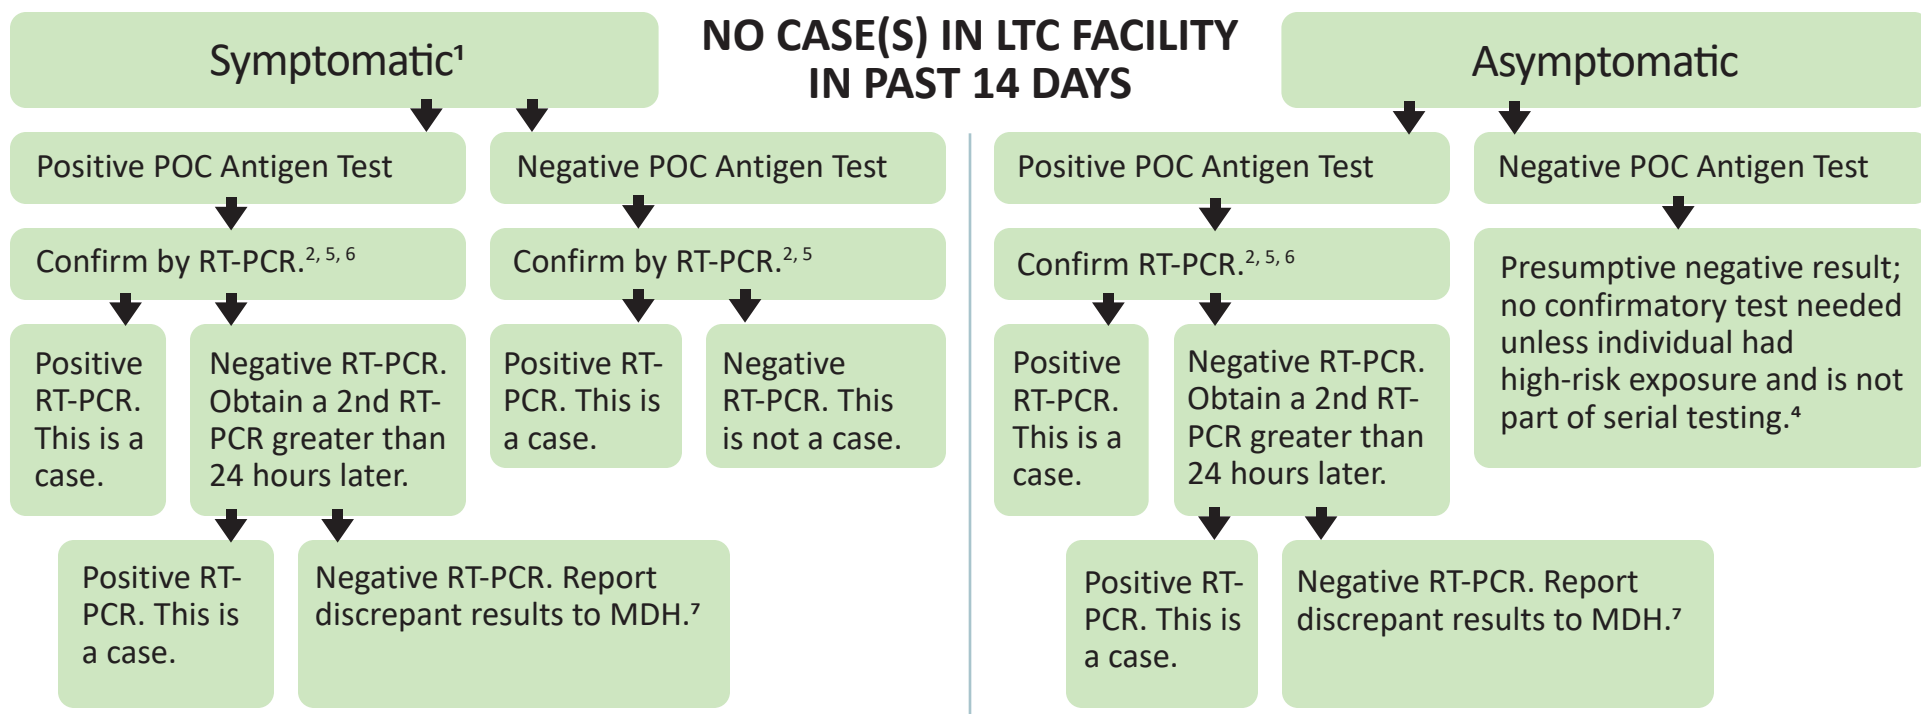 Symptomatic¹
NO CASE(S) IN LTC FACILITY
IN PAST 14 DAYS
Asymptomatic
Positive POC Antigen Test
Negative POC Antigen Test
Positive POC Antigen Test
Negative POC Antigen Test
Confirm by RT-PCR.²,⁵,⁶
Confirm by RT-PCR.²,⁵
Confirm RT-PCR.²,⁵,⁶
Presumptive negative result;
no confirmatory test needed
unless individual had
high-risk exposure and is not
part of serial testing.⁴
Positive
RT-PCR.
This is a
case.
Negative RT-PCR.
Obtain a 2nd RT-
PCR greater than
24 hours later.
Positive RT-
PCR. This is
a case.
Negative
RT-PCR. This
is not a case.
Positive
RT-PCR.
This is a
case.
Negative RT-PCR.
Obtain a 2nd RT-
PCR greater than
24 hours later.
Positive RT-
PCR. This is
a case.
Negative RT-PCR. Report
discrepant results to MDH.⁷
Positive RT-
PCR. This is
a case.
Negative RT-PCR. Report
discrepant results to MDH.⁷